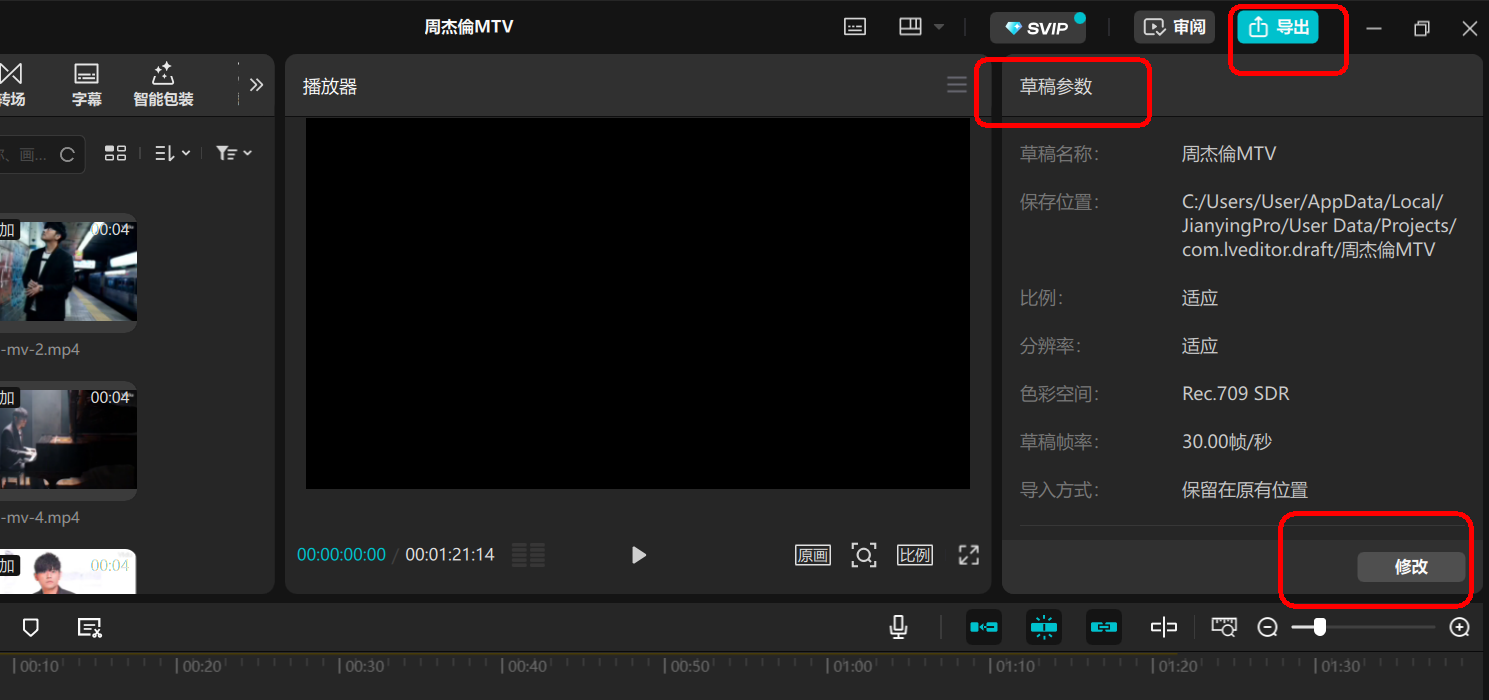 周杰倫MTV
SVIP
审阅
导出
转场
字幕
智能包装
播放器
草稿参数
画...
草稿名称：
周杰倫MTV
保存位置：
C:/Users/User/AppData/Local/
JianyingPro/User Data/Projects/
com.lveditor.draft/周杰倫MTV
比例：
适应
分辨率：
适应
色彩空间：
Rec.709 SDR
草稿帧率：
30.00帧/秒
导入方式：
保留在原有位置
修改
加
00:04
-mv-2.mp4
加
00:04
-mv-4.mp4
加
00:04
00:00:00:00 / 00:01:21:14
原画
比例
00:10
00:20
00:30
00:40
00:50
01:00
01:10
01:20
01:30